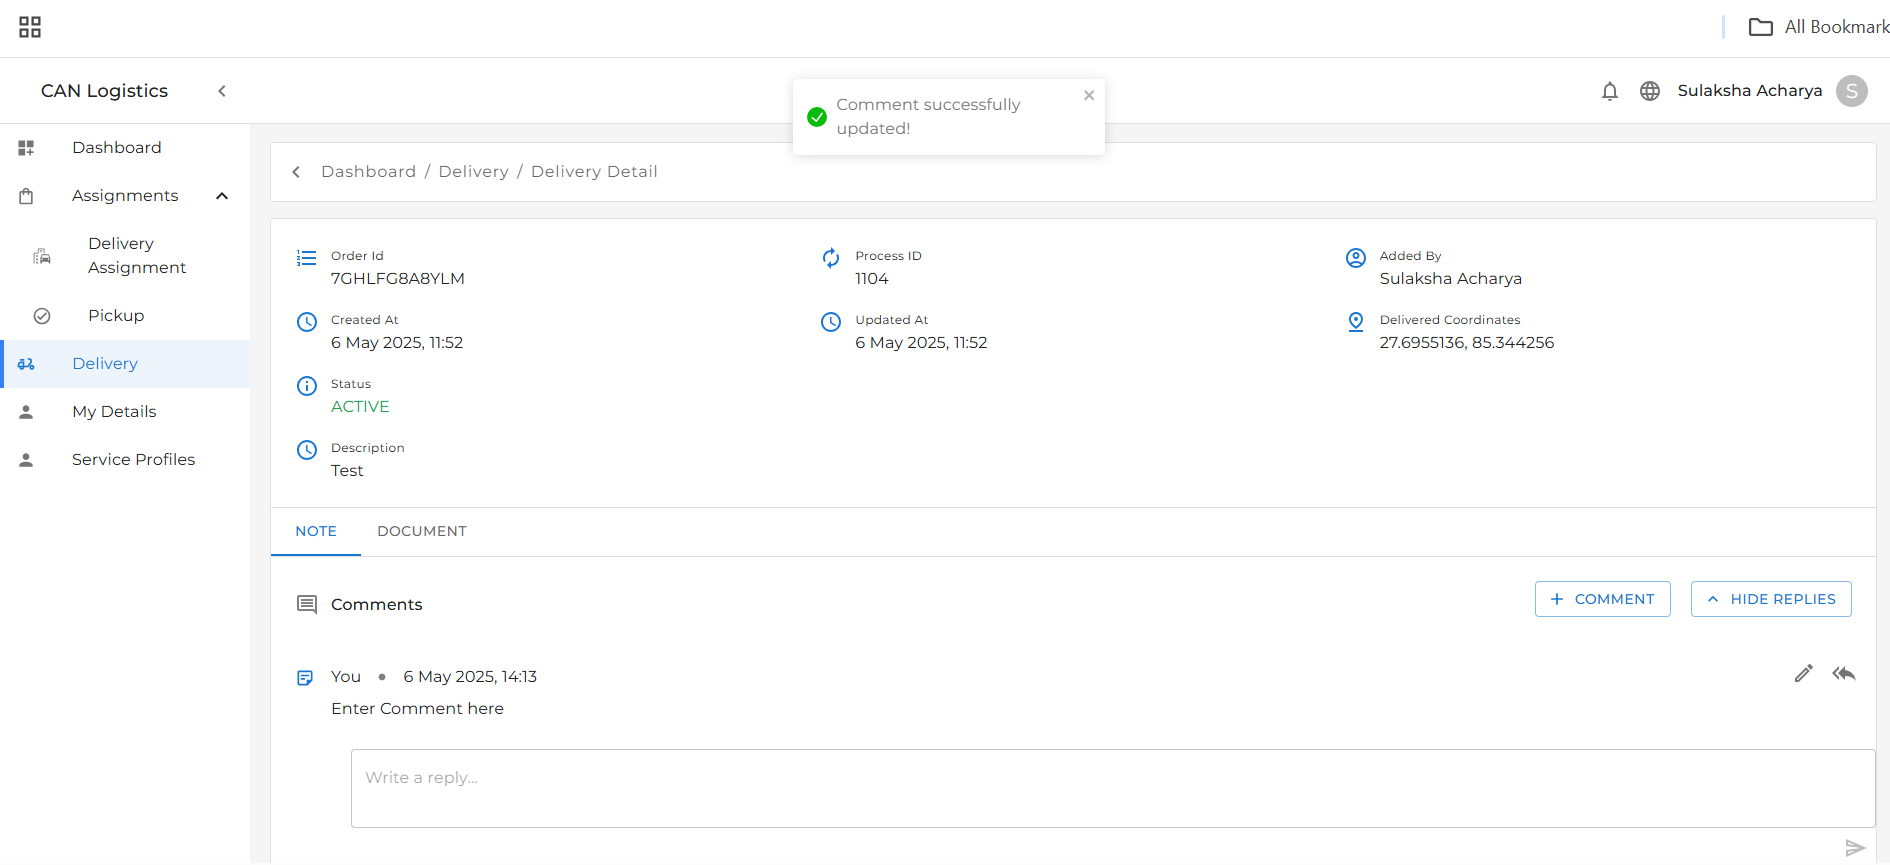 All Bookmark
CAN Logistics
Comment successfully
updated!
Sulaksha Acharya
S
Dashboard
Assignments
Delivery
Assignment
Pickup
Delivery
My Details
Service Profiles
Dashboard / Delivery / Delivery Detail
Order Id
7GHLFG8A8YLM
Process ID
1104
Added By
Sulaksha Acharya
Created At
6 May 2025, 11:52
Updated At
6 May 2025, 11:52
Delivered Coordinates
27.6955136, 85.344256
Status
ACTIVE
Description
Test
NOTE DOCUMENT
Comments
COMMENT
HIDE REPLIES
You • 6 May 2025, 14:13
Enter Comment here
Write a reply...